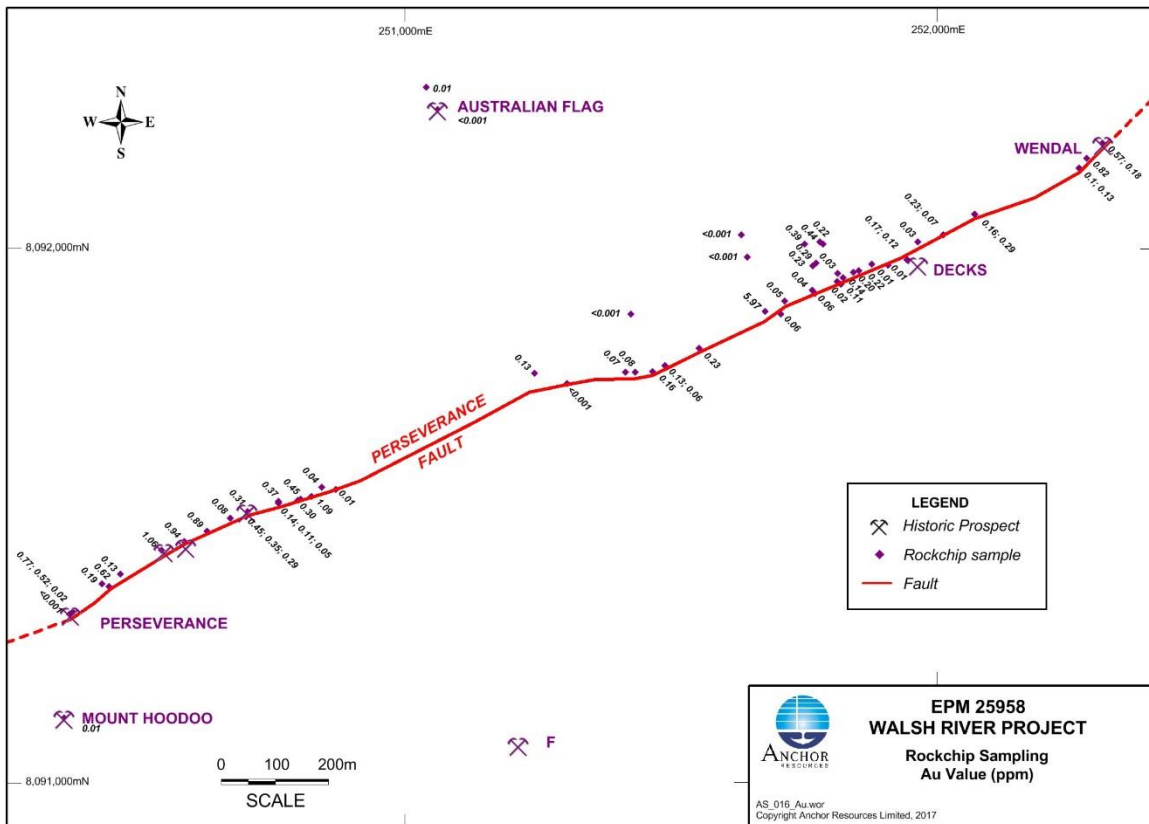 251,000mE
252,000mE
N
W E
S
0.01
AUSTRALIAN FLAG
<0.001
WENDAL
0.57; 0.18
0.82
0.1; 0.13
0.23; 0.07
0.16; 0.29
0.17; 0.12
0.03
8,092,000mN
<0.001
0.39
0.44
0.22
<0.001
0.29
0.23
0.03
DECKS
0.01
0.01
0.22
0.20
0.14
0.11
0.02
0.04
0.06
0.05
5.97
0.06
<0.001
0.23
0.08
0.07
0.13; 0.06
0.16
0.13
<0.001
PERSEVERANCE
FAULT
0.04
0.01
0.45
1.09
0.37
0.30
0.31
0.14; 0.11; 0.05
0.08
0.45; 0.35; 0.29
0.89
0.94
1.06
0.13
0.62
0.19
0.77; 0.52; 0.02
<0.001
PERSEVERANCE
LEGEND
Historic Prospect
Rockchip sample
Fault
MOUNT HOODOO
0.01
F
8,091,000mN
0 100 200m
SCALE
ANCHOR
RESOURCES
EPM 25958
WALSH RIVER PROJECT
Rockchip Sampling
Au Value (ppm)
AS_016_Au.wor
Copyright Anchor Resources Limited, 2017